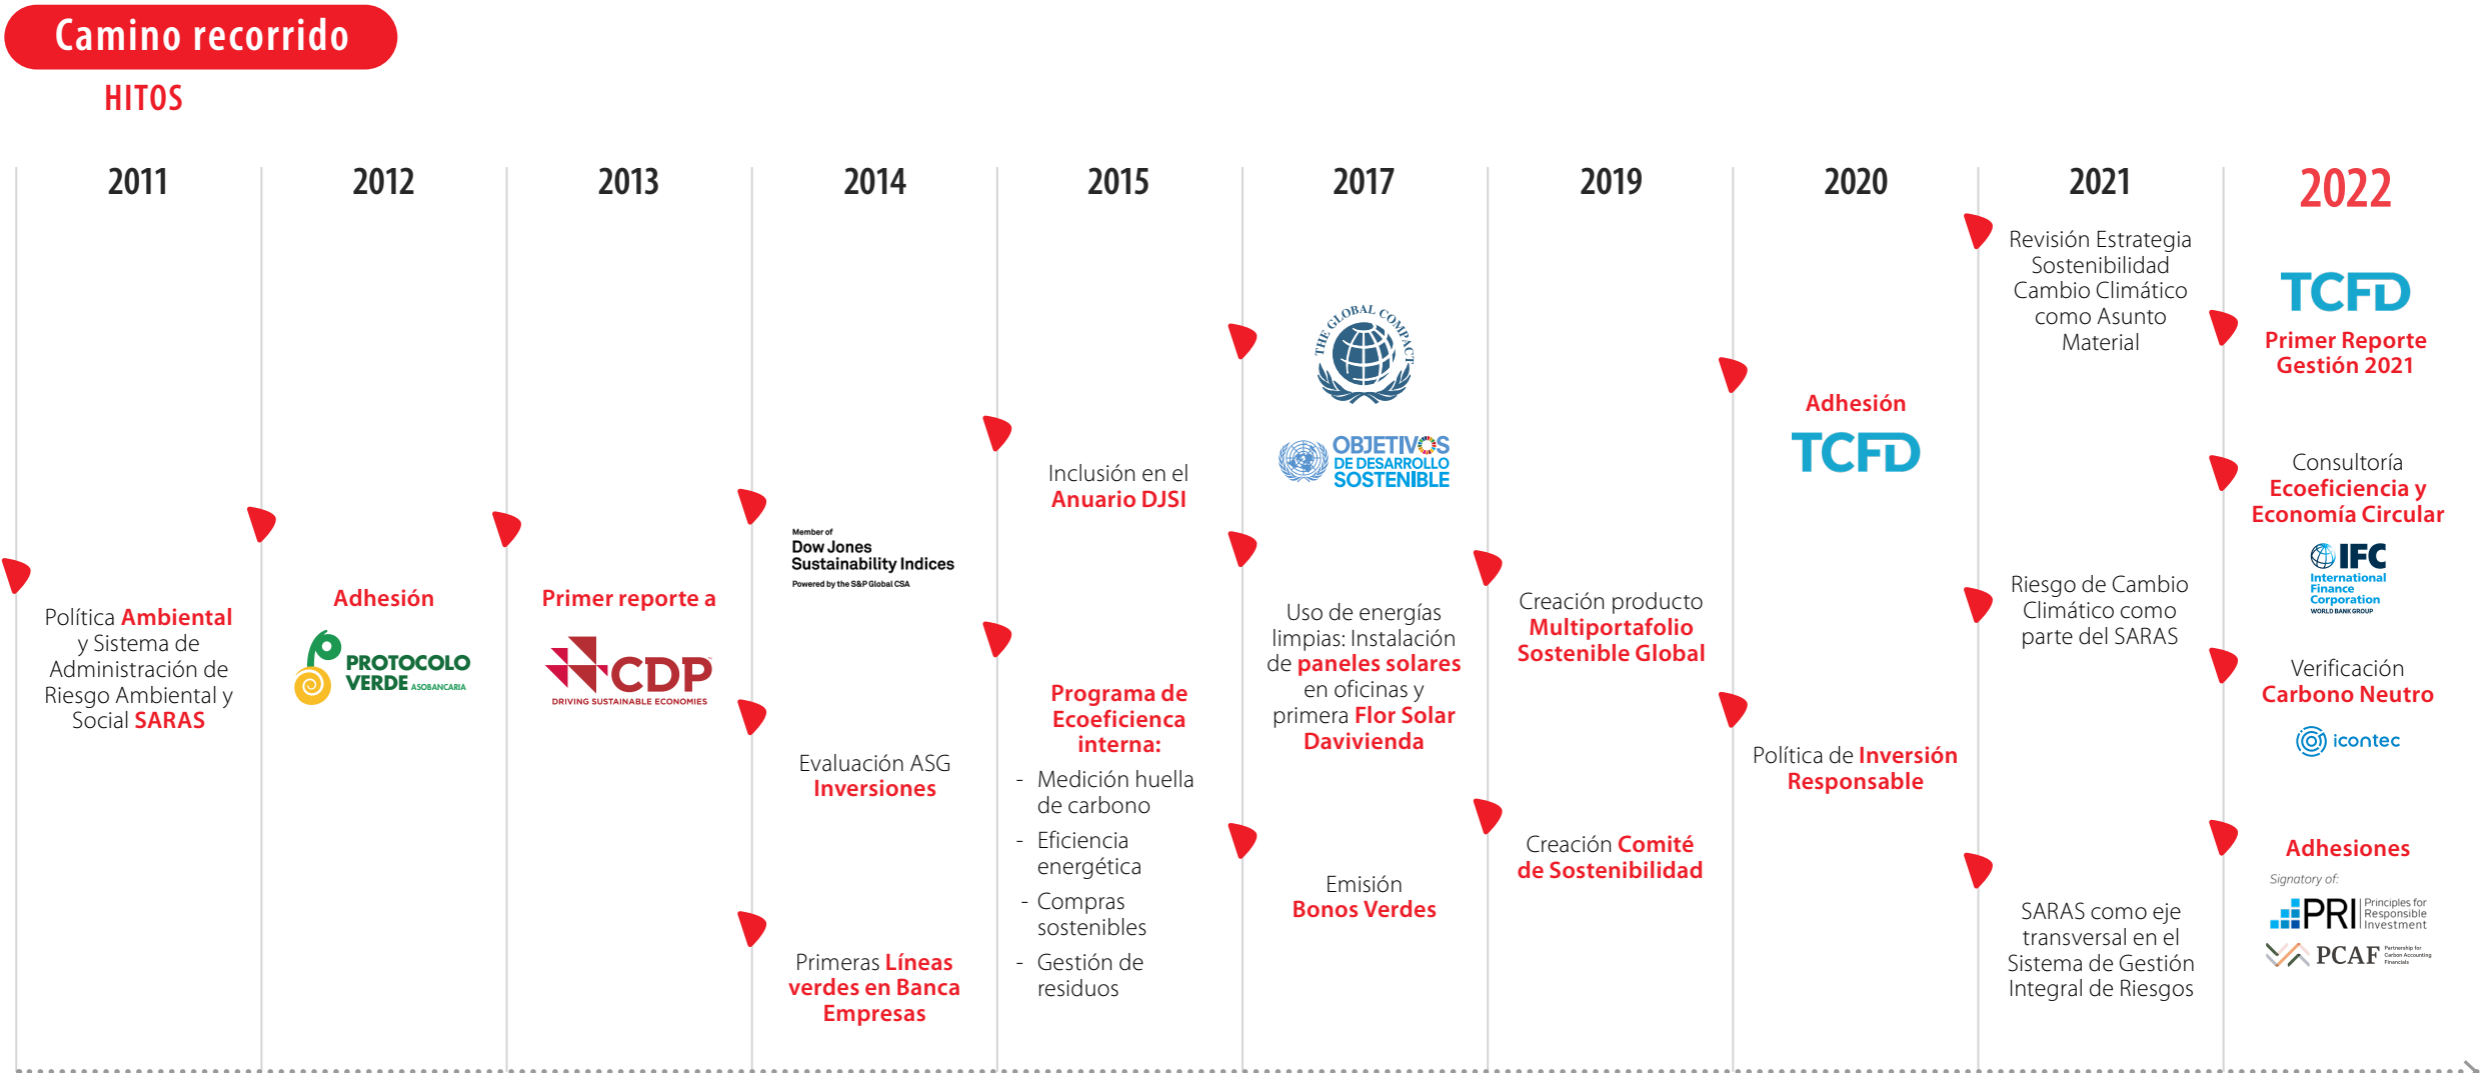 Camino recorrido
HITOS
2011
Política Ambiental
y Sistema de
Administración de
Riesgo Ambiental y
Social SARAS
2012
Adhesión
PROTOCOLO
VERDE ASOBANCARIA
2013
Primer reporte a
CDP
DRIVING SUSTAINABLE ECONOMIES
2014
Member of
Dow Jones
Sustainability Indices
Powered by the S&P Global CSA
Evaluación ASG
Inversiones
Primeras Líneas
verdes en Banca
Empresas
2015
Inclusión en el
Anuario DJSI
Programa de
Ecoeficienca
interna:
- Medición huella
de carbono
- Eficiencia
energética
- Compras
sostenibles
- Gestión de
residuos
2017
THE GLOBAL COMPACT
OBJETIVOS
DE DESARROLLO
SOSTENIBLE
Uso de energías
limpias: Instalación
de paneles solares
en oficinas y
primera Flor Solar
Davivienda
Emisión
Bonos Verdes
2019
Creación producto
Multiportafolio
Sostenible Global
Creación Comité
de Sostenibilidad
2020
Adhesión
TCFD
Política de Inversión
Responsable
2021
Revisión Estrategia
Sostenibilidad
Cambio Climático
como Asunto
Material
Riesgo de Cambio
Climático como
parte del SARAS
SARAS como eje
transversal en el
Sistema de Gestión
Integral de Riesgos
2022
TCFD
Primer Reporte
Gestión 2021
Consultoría
Ecoeficiencia y
Economía Circular
IFC
International
Finance
Corporation
WORLD BANK GROUP
Verificación
Carbono Neutro
icontec
Adhesiones
Signatory of:
PRI Principles for
Responsible
Investment
PCAF Partnership for
Carbon Accounting
Financials